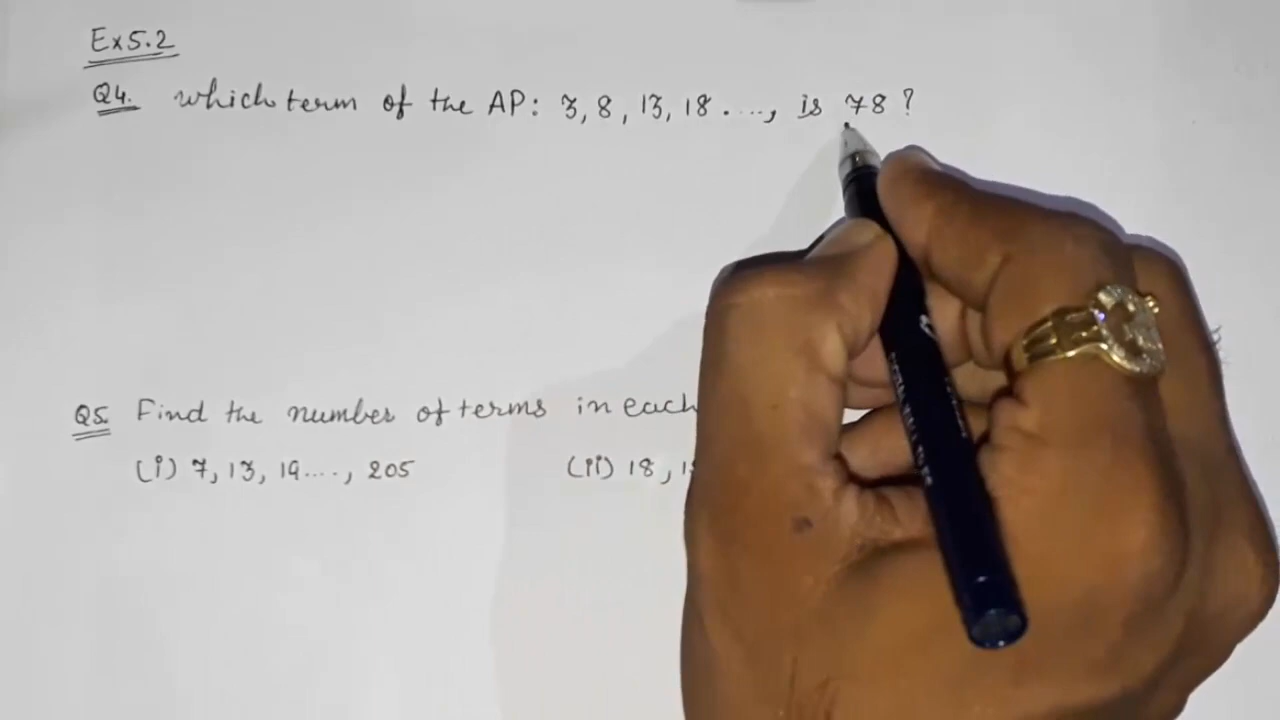 Ex5.2
Q4. which term of the AP: 3, 8, 13, 18 ...., is 78 ?
Q5. Find the number of terms in each
(i) 7, 13, 19...., 205 (ii) 18,